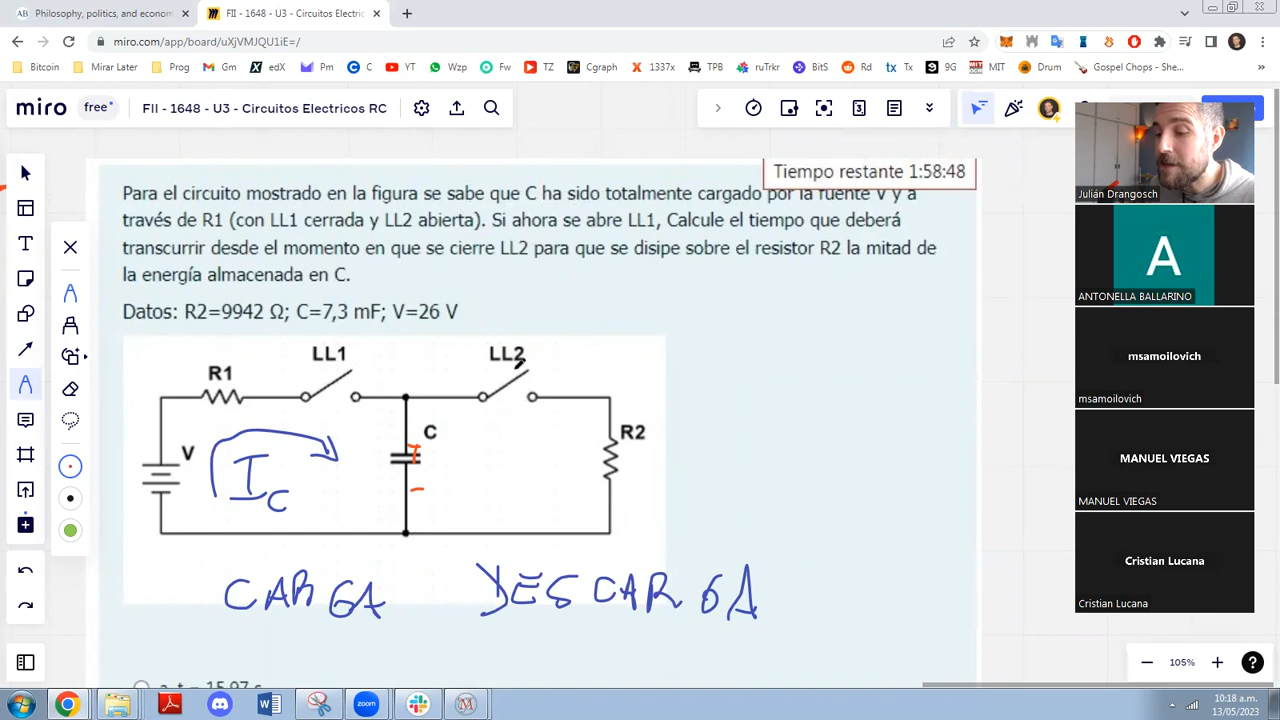 Philosophy, politics, and econom
FII - 1648 - U3 - Circuitos Electric
miro.com/app/board/uXjVMJQU1iE=/
Bitcoin
Mirar Later
Prog
Gm
edX
Pm
C
YT
Wzp
Fw
TZ
Cgraph
1337x
TPB
ruTrkr
BitS
Rd
Tx
9G
MIT
Drum
Gospel Chops - She...
miro free FII - 1648 - U3 - Circuitos Electricos RC
Tiempo restante 1:58:48
Para el circuito mostrado en la figura se sabe que C ha sido totalmente cargado por la fuente V y a
través de R1 (con LL1 cerrada y LL2 abierta). Si ahora se abre LL1, Calcule el tiempo que deberá
transcurrir desde el momento en que se cierre LL2 para que se disipe sobre el resistor R2 la mitad de
la energía almacenada en C.
Datos: R2=9942 Ω; C=7,3 mF; V=26 V
LL1
LL2
R1
C
R2
V
I C
CARGA
DESCARGA
a. t = 15,97 s
Julián Drangosch
A
ANTONELLA BALLARINO
msamoilovich
msamoilovich
MANUEL VIEGAS
MANUEL VIEGAS
Cristian Lucana
Cristian Lucana
105%
zoom
10:18 a.m.
13/05/2023